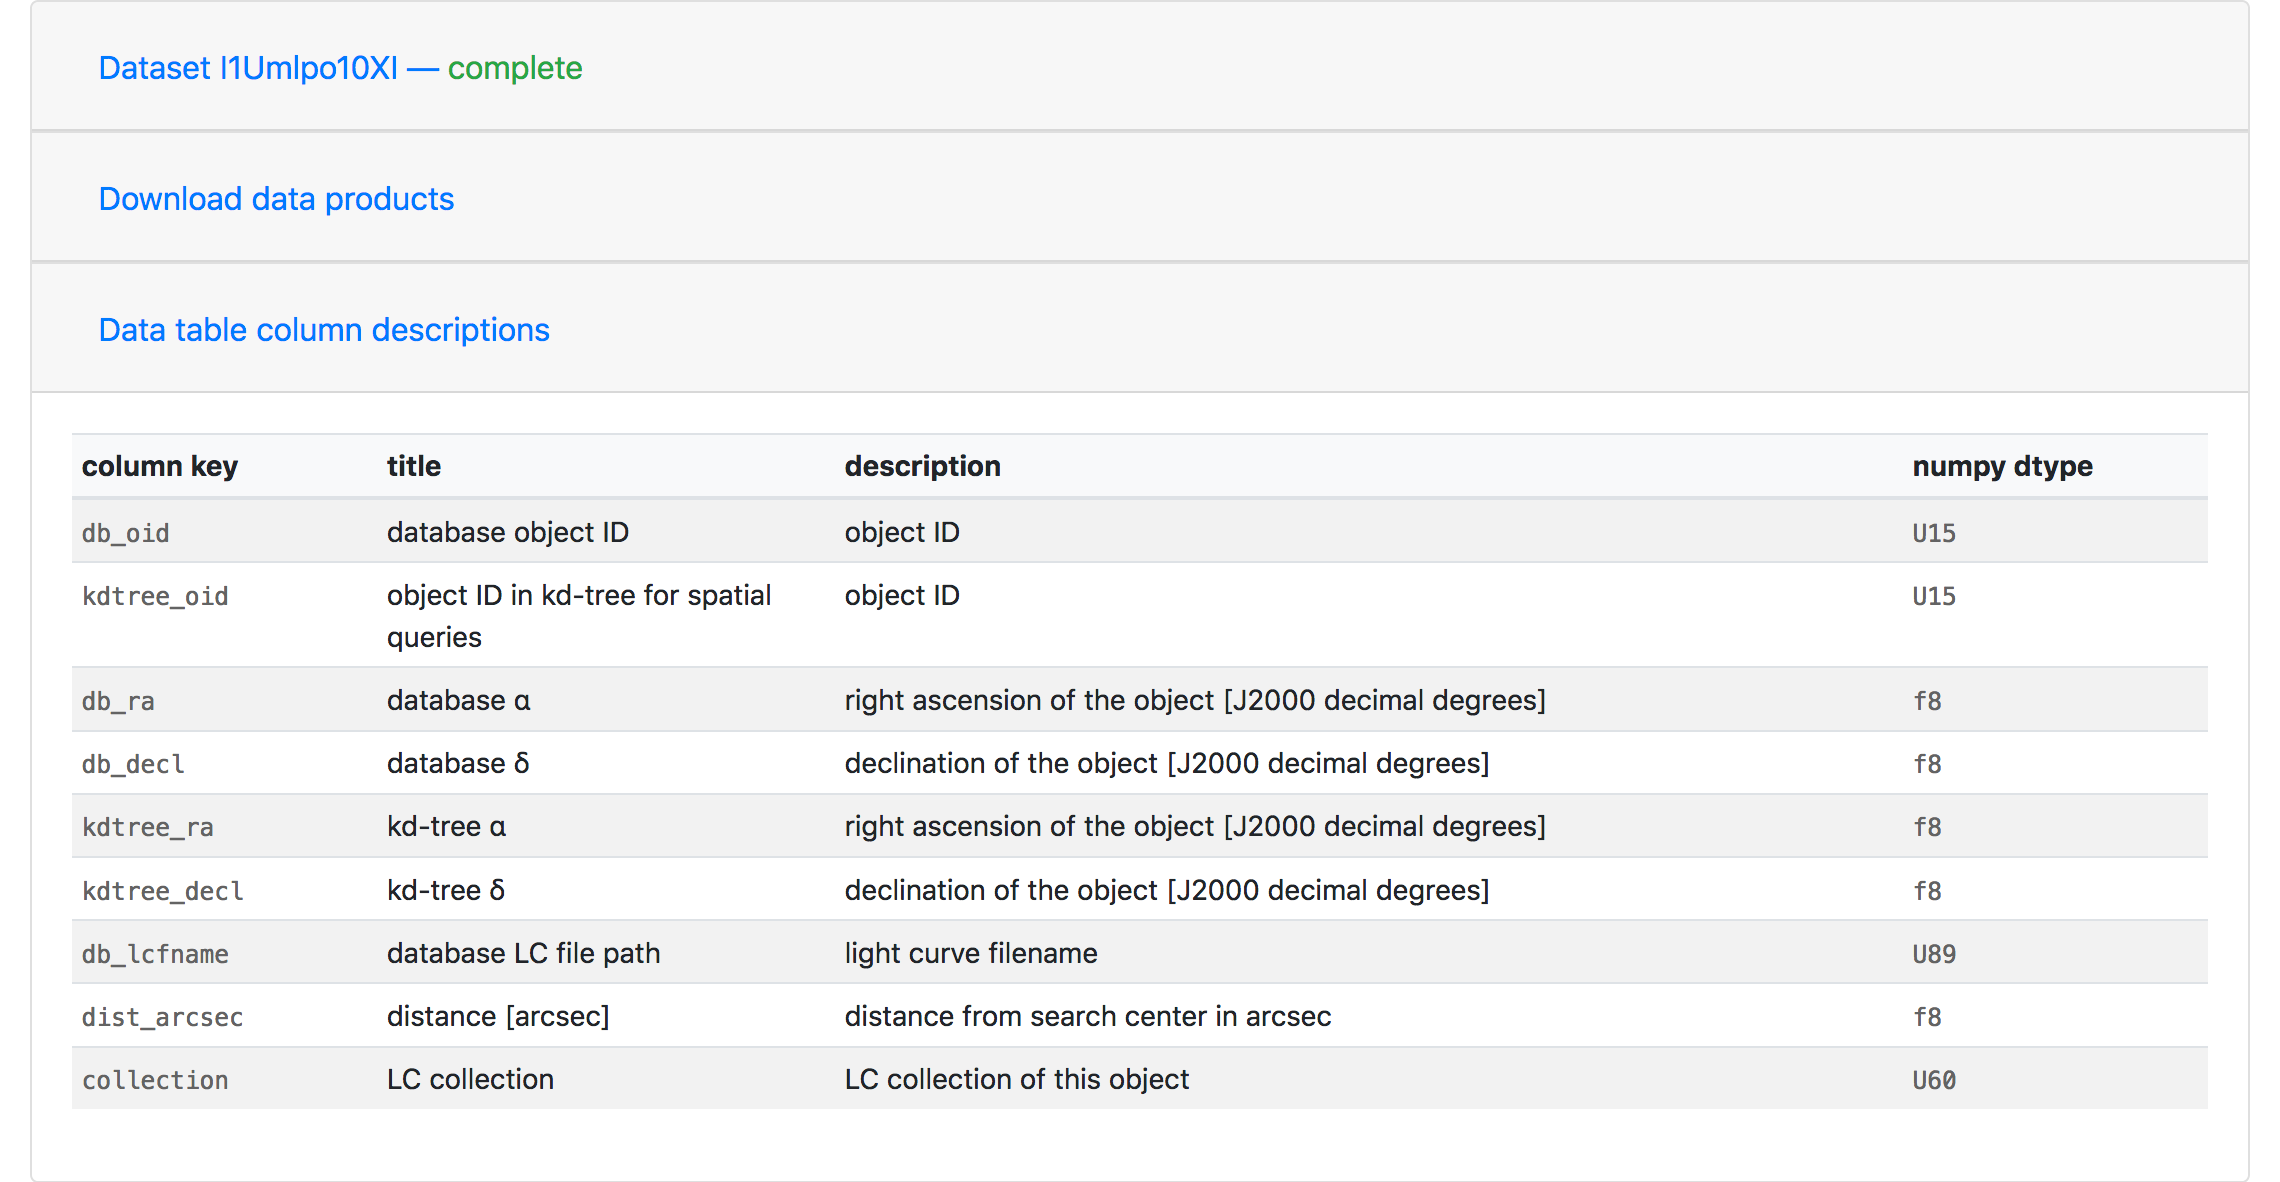 Dataset I1Umlpo10XI — complete
Download data products
Data table column descriptions
column key title description numpy dtype
db_oid database object ID object ID U15
kdtree_oid object ID in kd-tree for spatial object ID U15
queries
db_ra database α right ascension of the object [J2000 decimal degrees] f8
db_decl database δ declination of the object [J2000 decimal degrees] f8
kdtree_ra kd-tree α right ascension of the object [J2000 decimal degrees] f8
kdtree_decl kd-tree δ declination of the object [J2000 decimal degrees] f8
db_lcfname database LC file path light curve filename U89
dist_arcsec distance [arcsec] distance from search center in arcsec f8
collection LC collection LC collection of this object U60